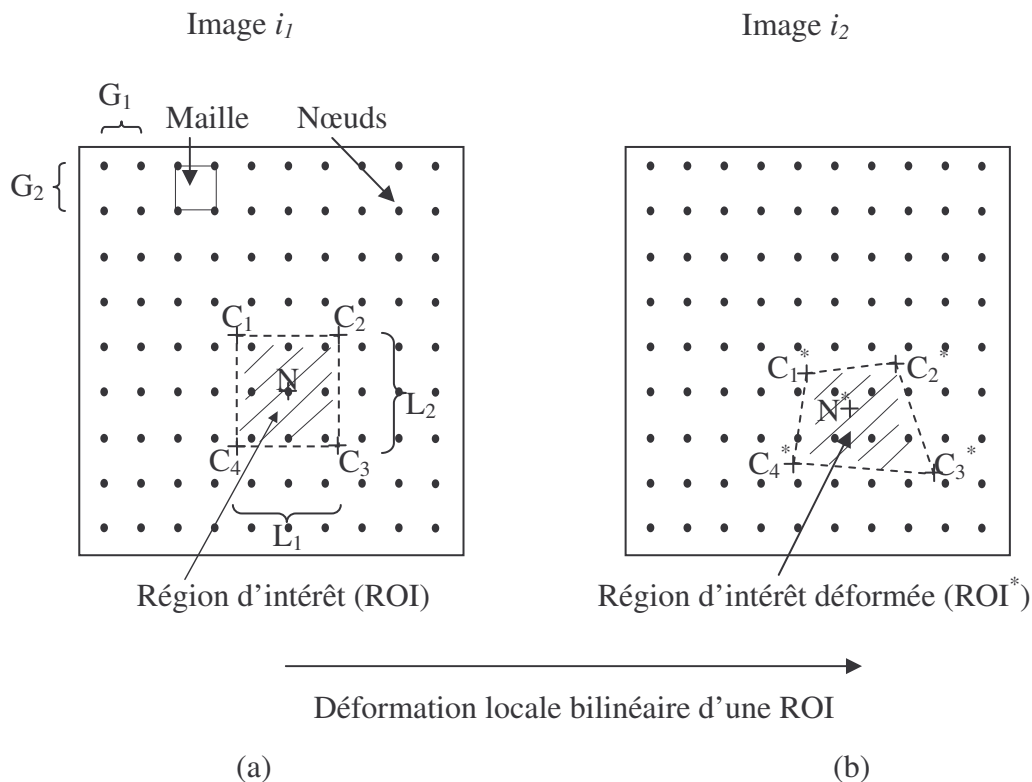 Image i1 Image i2
G1
Maille
Nœuds
G2
C1 C2
N
L2
C4 C3
L1
C1* C2*
N*
C4* C3*
Région d’intérêt (ROI) Région d’intérêt déformée (ROI*)
Déformation locale bilinéaire d’une ROI
(a) (b)